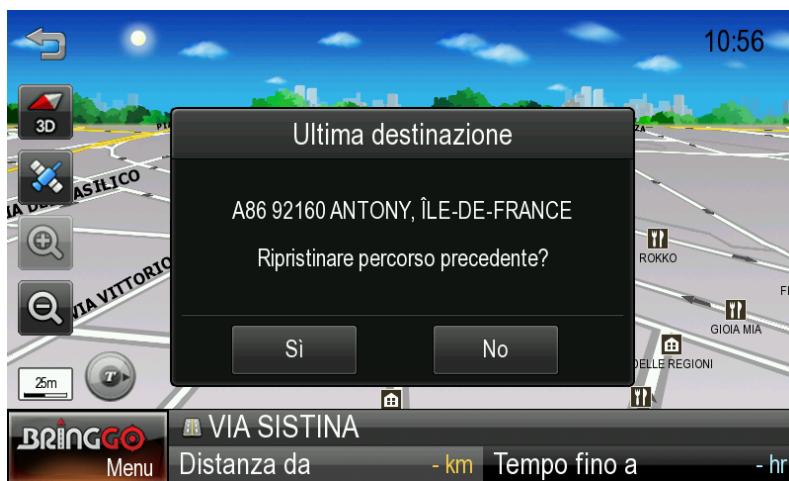 10:56
3D
Ultima destinazione
A86 92160 ANTONY, ÎLE-DE-FRANCE
Ripristinare percorso precedente?
Sì
No
ASILICO
VIA VITTORIO
ROKKO
GIOIA MIA
DELLE REGIONI
25m
T
BRINGGO
Menu
VIA SISTINA
Distanza da
- km
Tempo fino a
- hr